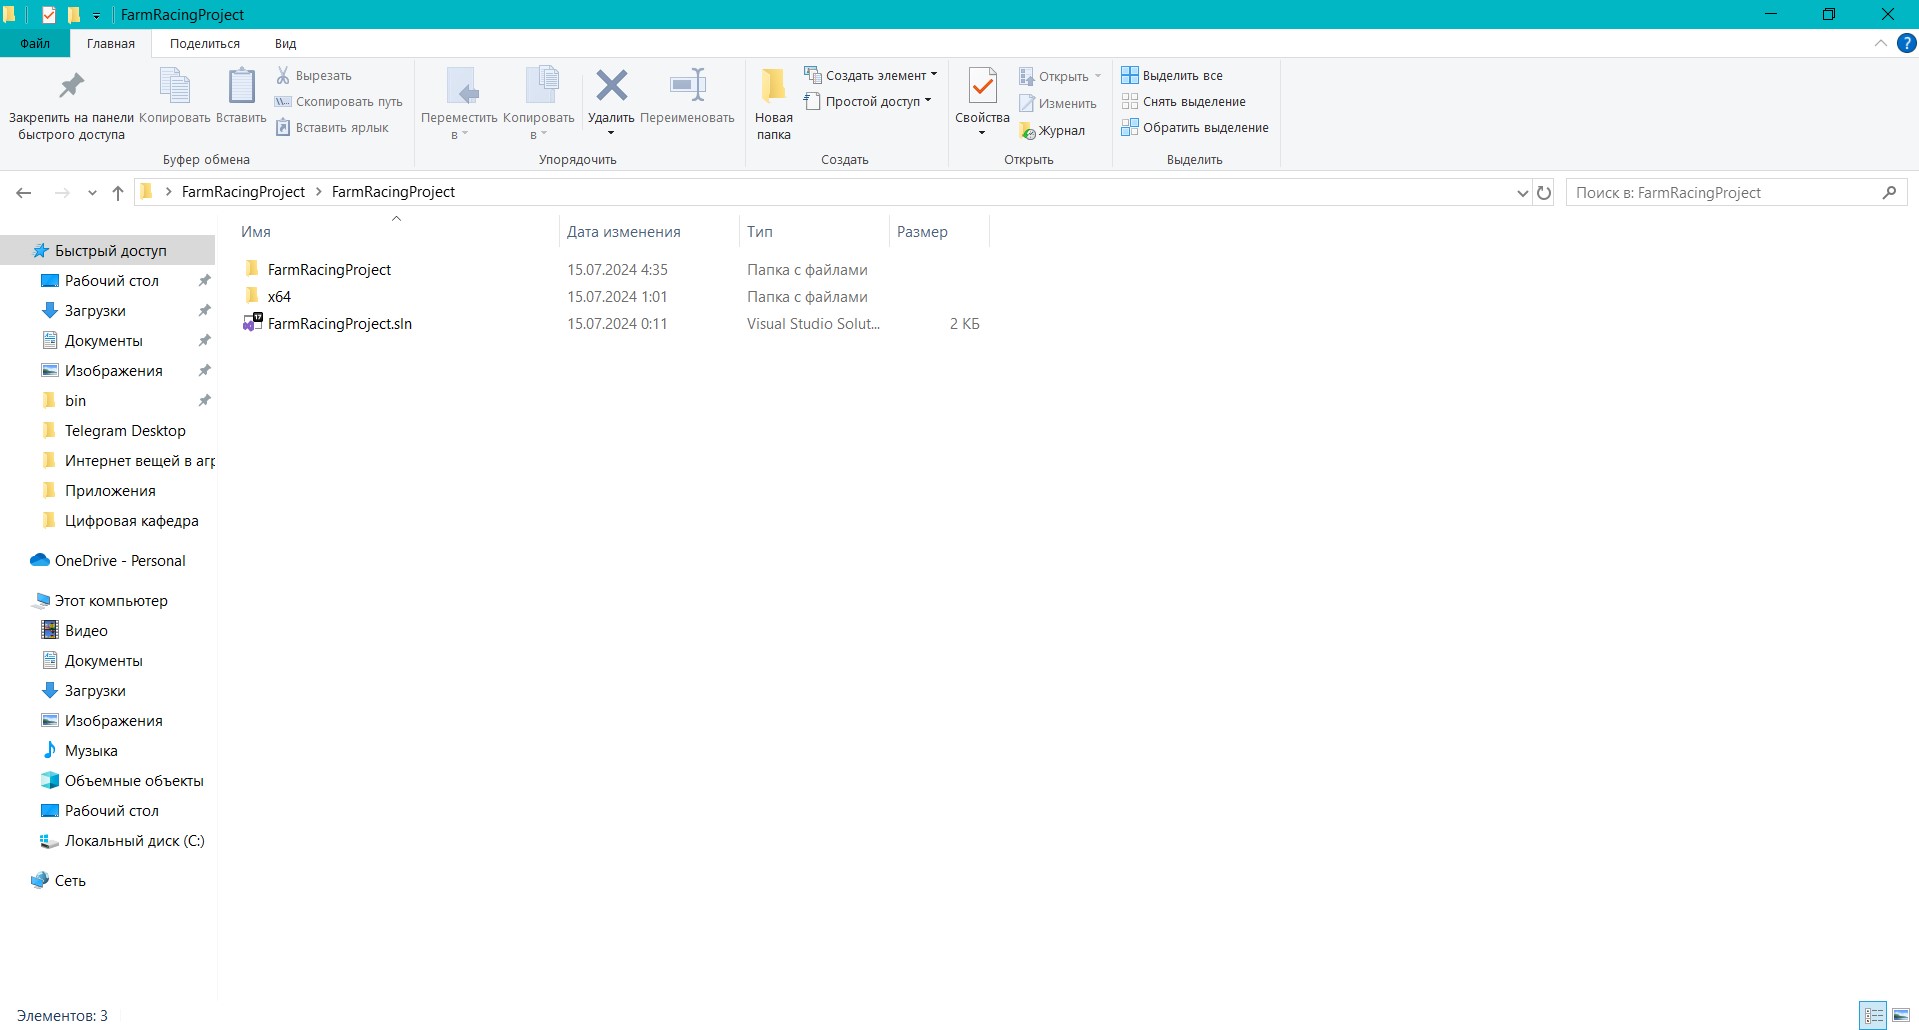 FarmRacingProject
Файл Главная Поделиться Вид
Закрепить на панели быстрого доступа
Копировать
Вставить
Вырезать
Скопировать путь
Вставить ярлык
Буфер обмена
Переместить в
Копировать в
Удалить
Переименовать
Упорядочить
Новая папка
Создать элемент
Простой доступ
Создать
Свойства
Открыть
Изменить
Журнал
Открыть
Выделить все
Снять выделение
Обратить выделение
Выделить
FarmRacingProject FarmRacingProject
Поиск в: FarmRacingProject
Быстрый доступ
Рабочий стол
Загрузки
Документы
Изображения
bin
Telegram Desktop
Интернет вещей в агр
Приложения
Цифровая кафедра
OneDrive - Personal
Этот компьютер
Видео
Документы
Загрузки
Изображения
Музыка
Объемные объекты
Рабочий стол
Локальный диск (C:)
Сеть
Имя Дата изменения Тип Размер
FarmRacingProject 15.07.2024 4:35 Папка с файлами
x64 15.07.2024 1:01 Папка с файлами
17
FarmRacingProject.sln 15.07.2024 0:11 Visual Studio Solut... 2 КБ
Элементов: 3